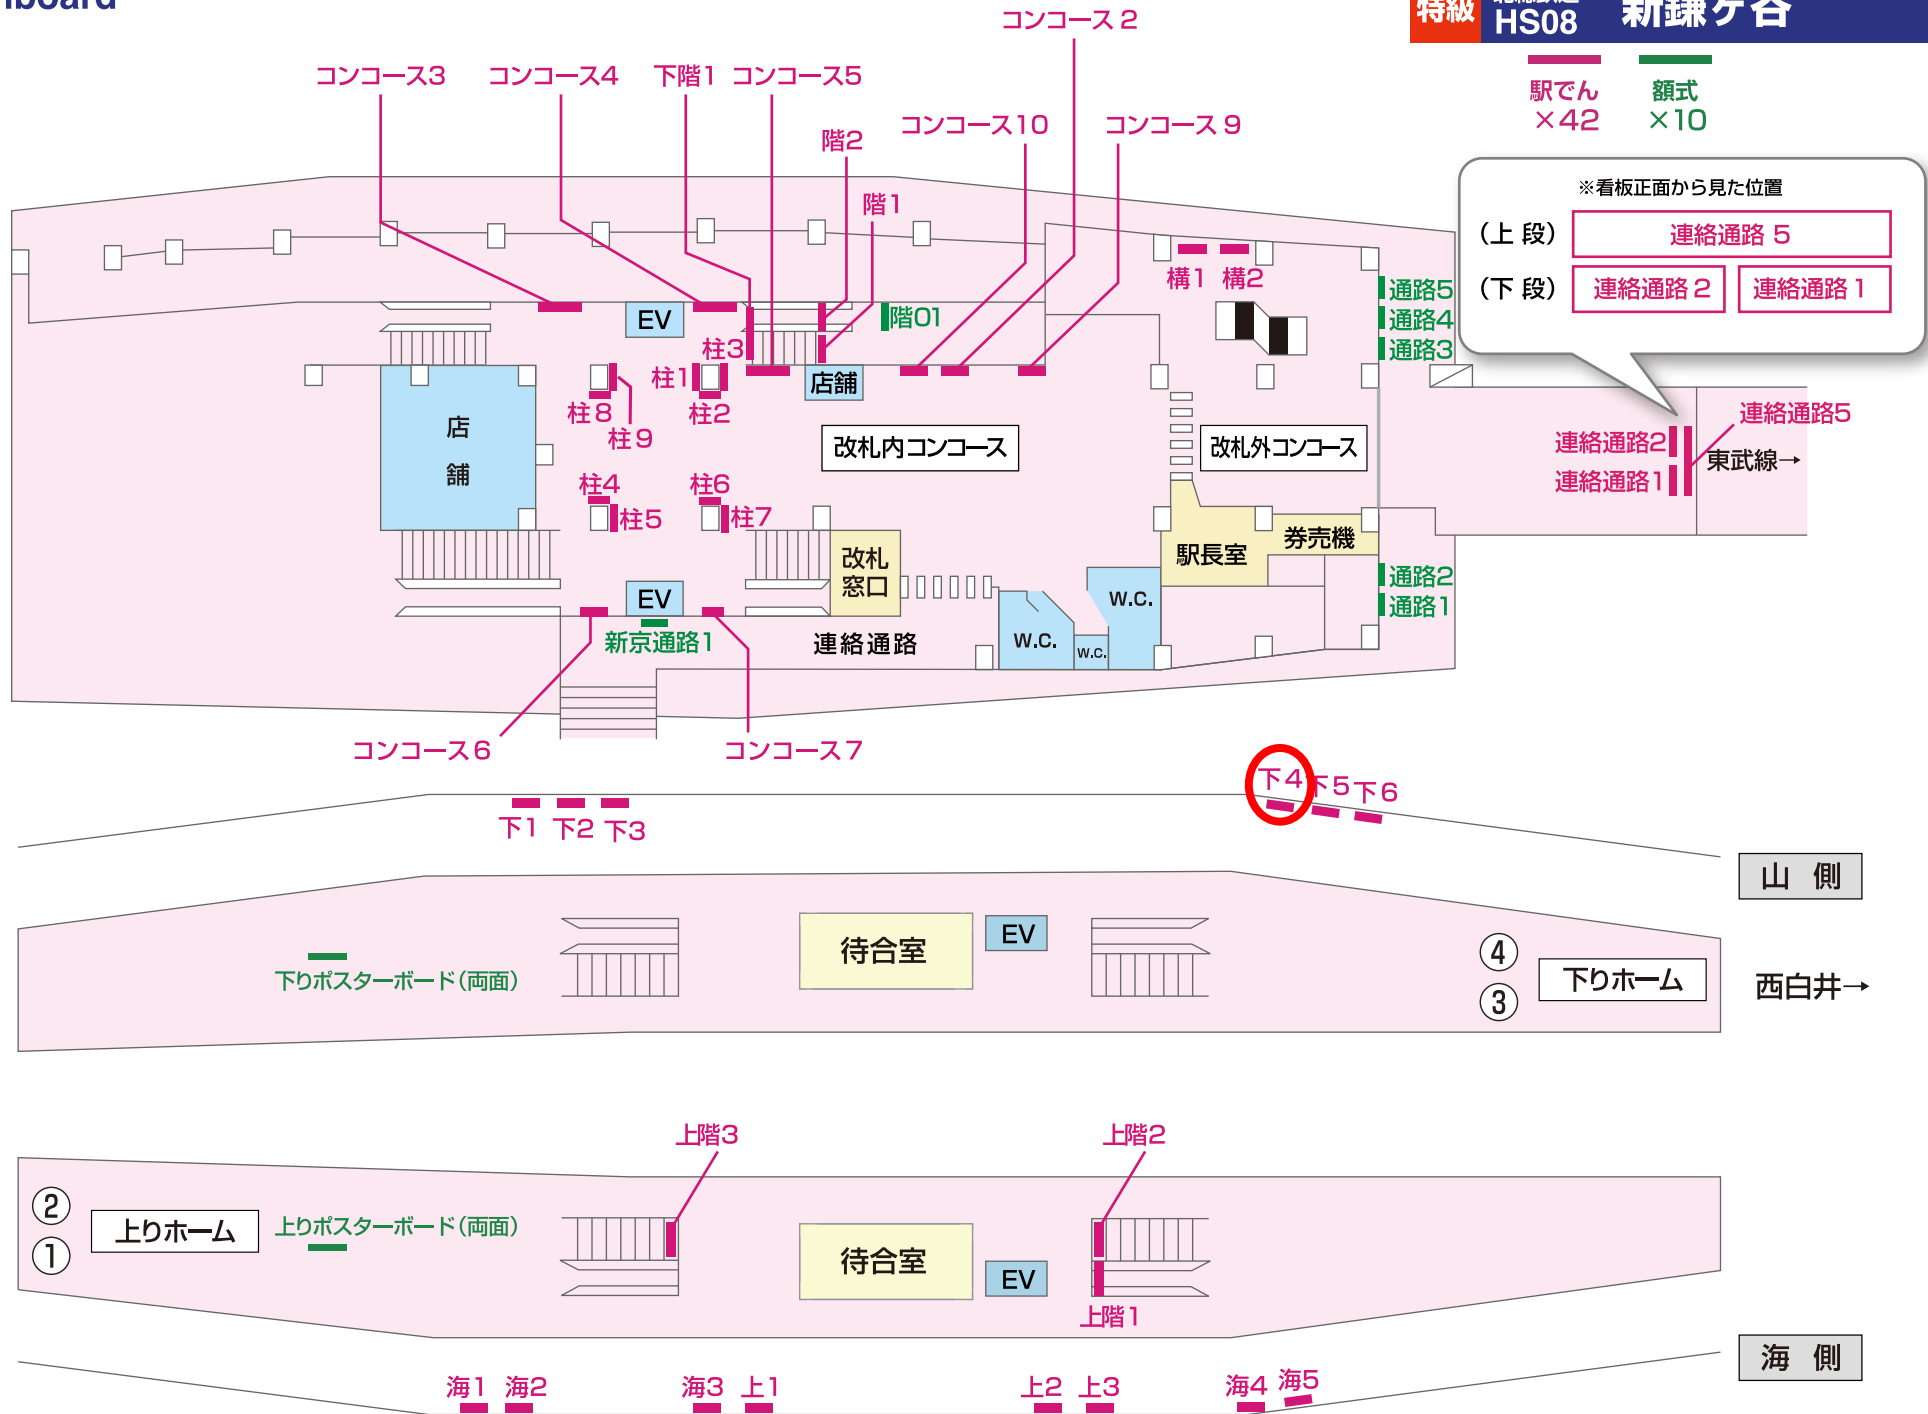 特級
HS08
新鎌ヶ谷
駅でん
×42
額式
×10
コンコース 2
コンコース3
コンコース4
下階1
コンコース5
階2
コンコース10
コンコース 9
階1
※看板正面から見た位置
(上 段)
連絡通路 5
(下 段)
連絡通路 2
連絡通路 1
構1
構2
通路5
通路4
通路3
階01
EV
柱3
柱1
店舗
柱8
柱2
柱9
店
舗
改札内コンコース
改札外コンコース
連絡通路5
連絡通路2
東武線→
連絡通路1
柱4
柱6
柱5
柱7
改札
窓口
駅長室
券売機
通路2
通路1
EV
新京通路1
連絡通路
W.C.
W.C.
W.C.
コンコース6
コンコース7
下4
下5
下6
下1
下2
下3
山 側
待合室
EV
下りポスターボード(両面)
④
③
下りホーム
西白井→
上階3
上階2
②
①
上りホーム
上りポスターボード(両面)
待合室
EV
上階1
海 側
海1
海2
海3
上1
上2
上3
海4
海5